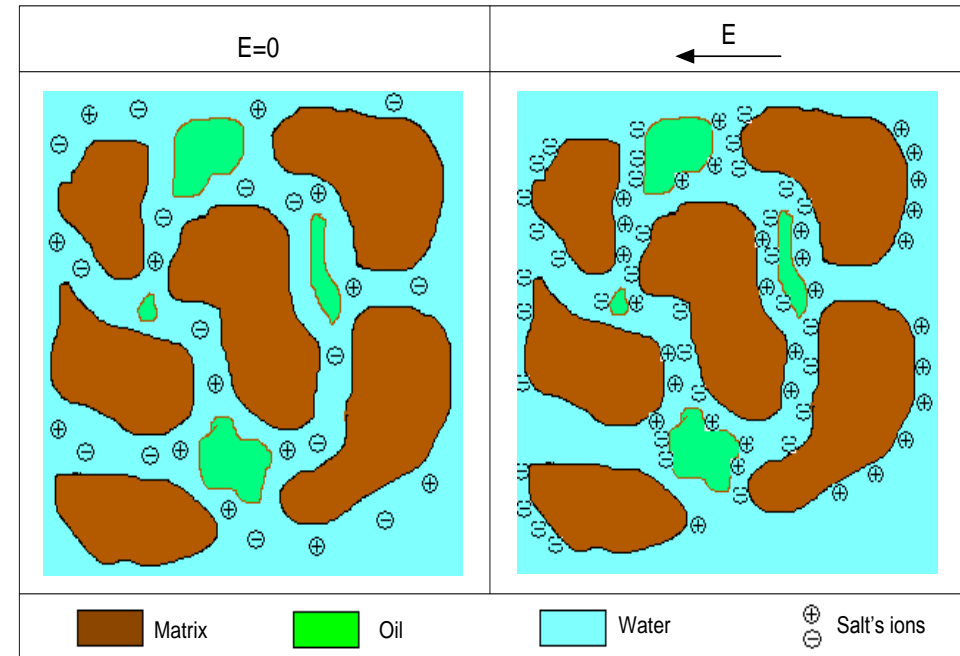 E=0
E
Matrix
Oil
Water
Salt's ions